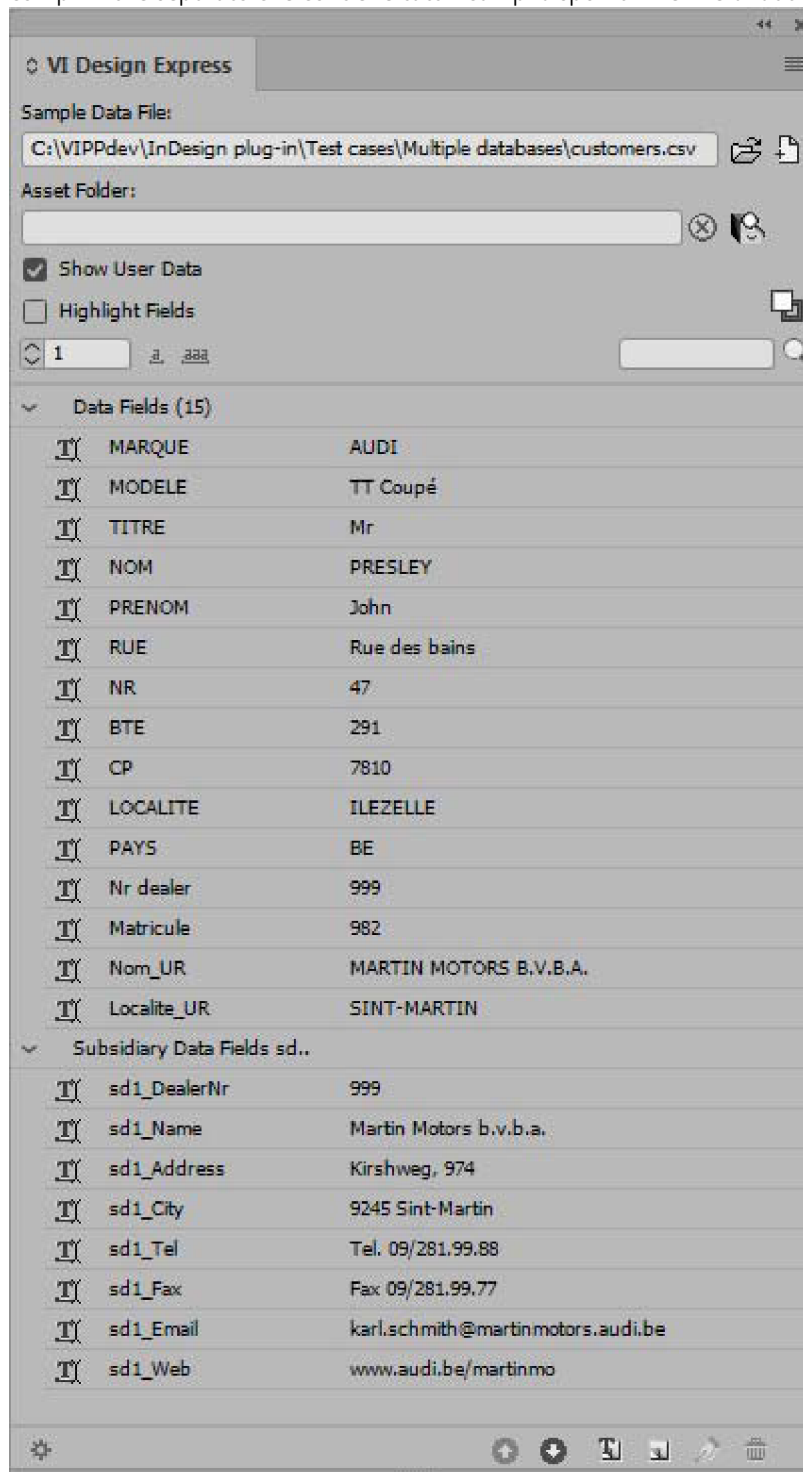 VI Design Express
Sample Data File:
C:\VIPPdev\InDesign plug-in\Test cases\Multiple databases\customers.csv
Asset Folder:
Show User Data
Highlight Fields
1 a aaa
Data Fields (15)
MARQUE AUDI
MODELE TT Coupé
TITRE Mr
NOM PRESLEY
PRENOM John
RUE Rue des bains
NR 47
BTE 291
CP 7810
LOCALITE ILEZELLE
PAYS BE
Nr dealer 999
Matricule 982
Nom_UR MARTIN MOTORS B.V.B.A.
Localite_UR SINT-MARTIN
Subsidiary Data Fields sd..
sd1_DealerNr 999
sd1_Name Martin Motors b.v.b.a.
sd1_Address Kirshweg, 974
sd1_City 9245 Sint-Martin
sd1_Tel Tel. 09/281.99.88
sd1_Fax Fax 09/281.99.77
sd1_Email karl.schmith@martinmotors.audi.be
sd1_Web www.audi.be/martinmo